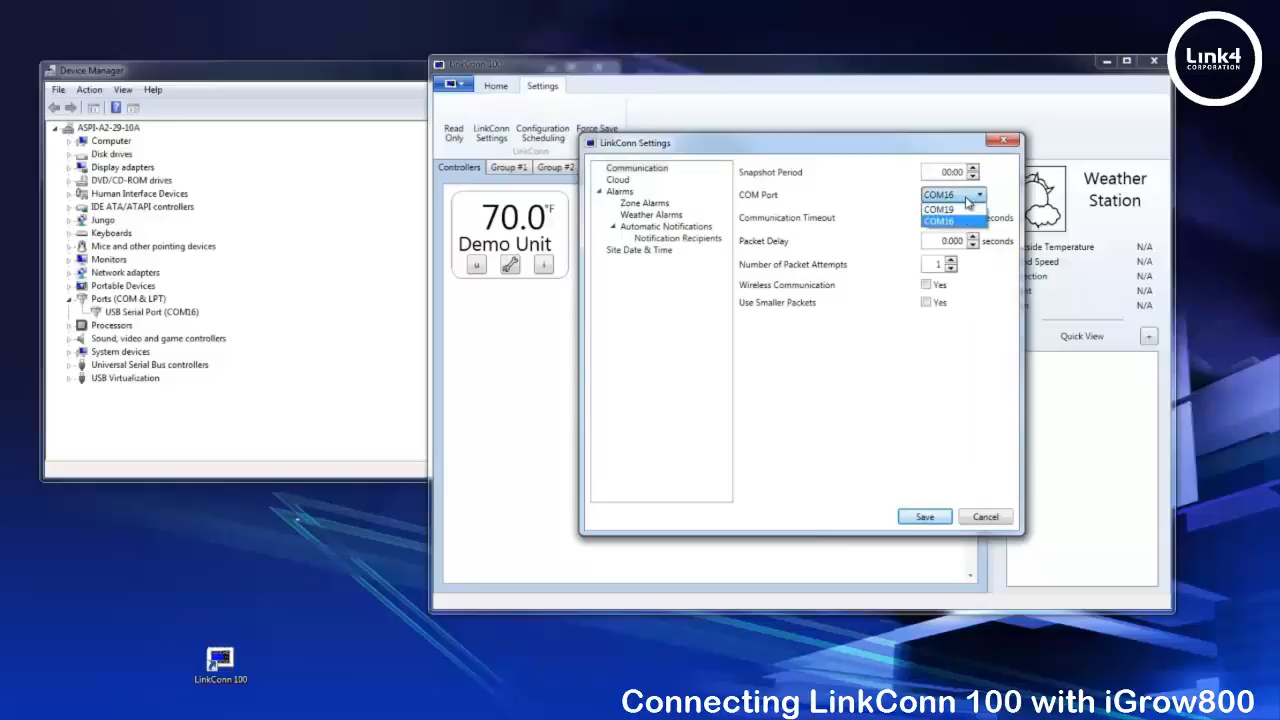 Link4
CORPORATION
Device Manager
File Action View Help
ASPI-A2-29-10A
Computer
Disk drives
Display adapters
DVD/CD-ROM drives
Human Interface Devices
IDE ATA/ATAPI controllers
Jungo
Keyboards
Mice and other pointing devices
Monitors
Network adapters
Portable Devices
Ports (COM & LPT)
USB Serial Port (COM16)
Processors
Sound, video and game controllers
System devices
Universal Serial Bus controllers
USB Virtualization
LinkConn 100
Home Settings
Read Only
LinkConn Settings
Configuration Scheduling
Force Save
LinkConn
Controllers Group #1 Group #2
70.0°F
Demo Unit
u i
LinkConn Settings
Communication
Cloud
Alarms
Zone Alarms
Weather Alarms
Automatic Notifications
Notification Recipients
Site Date & Time
Snapshot Period 00:00
COM Port COM16
COM19
COM16
Communication Timeout econds
Packet Delay 0.000 seconds
Number of Packet Attempts 1
Wireless Communication Yes
Use Smaller Packets Yes
Save Cancel
Weather
Station
side Temperature N/A
d Speed N/A
ection N/A
N/A
N/A
Quick View +
LinkConn 100
Connecting LinkConn 100 with iGrow800